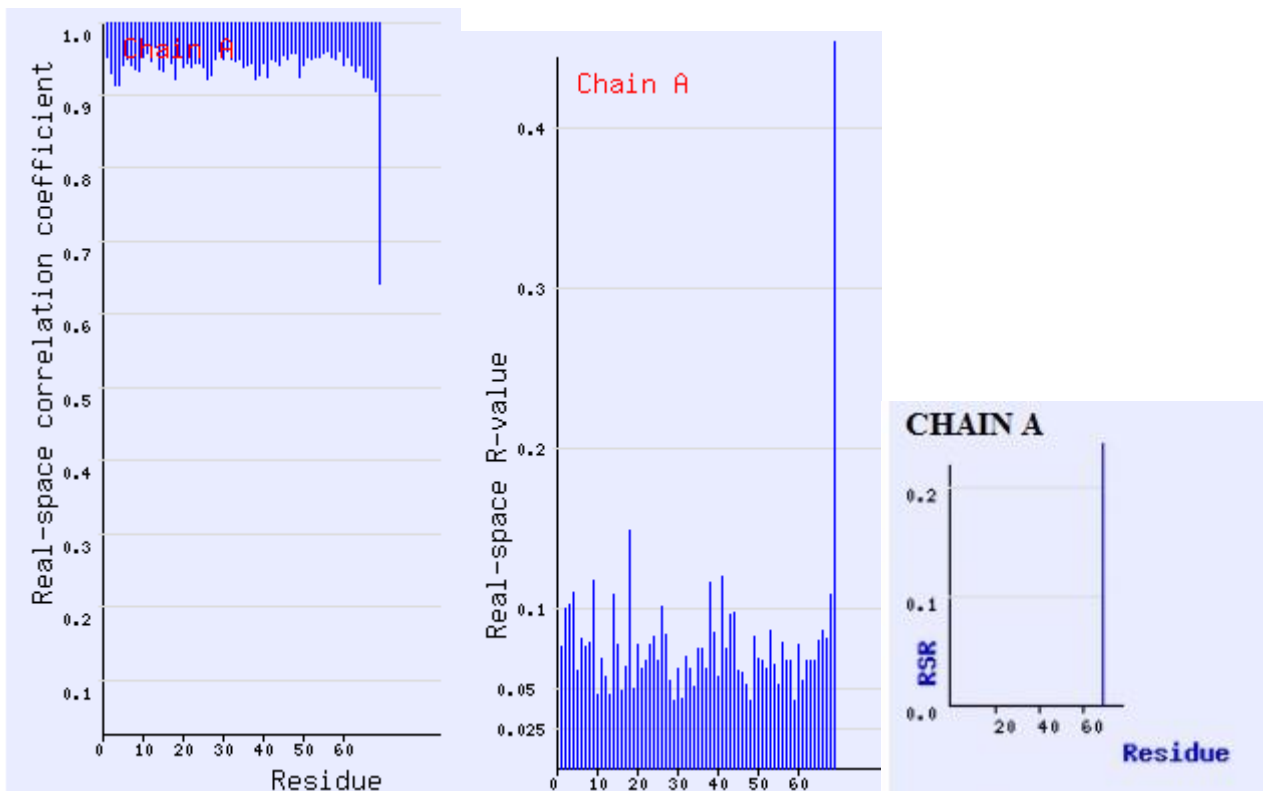 Real-space correlation coefficient
Chain A
1.0
0.9
0.8
0.7
0.6
0.5
0.4
0.3
0.2
0.1
0 10 20 30 40 50 60
Residue
Real-space R-value
Chain A
0.4
0.3
0.2
0.1
0.05
0.025
0 10 20 30 40 50 60
CHAIN A
RSR
0.2
0.1
0.0
20 40 60
Residue